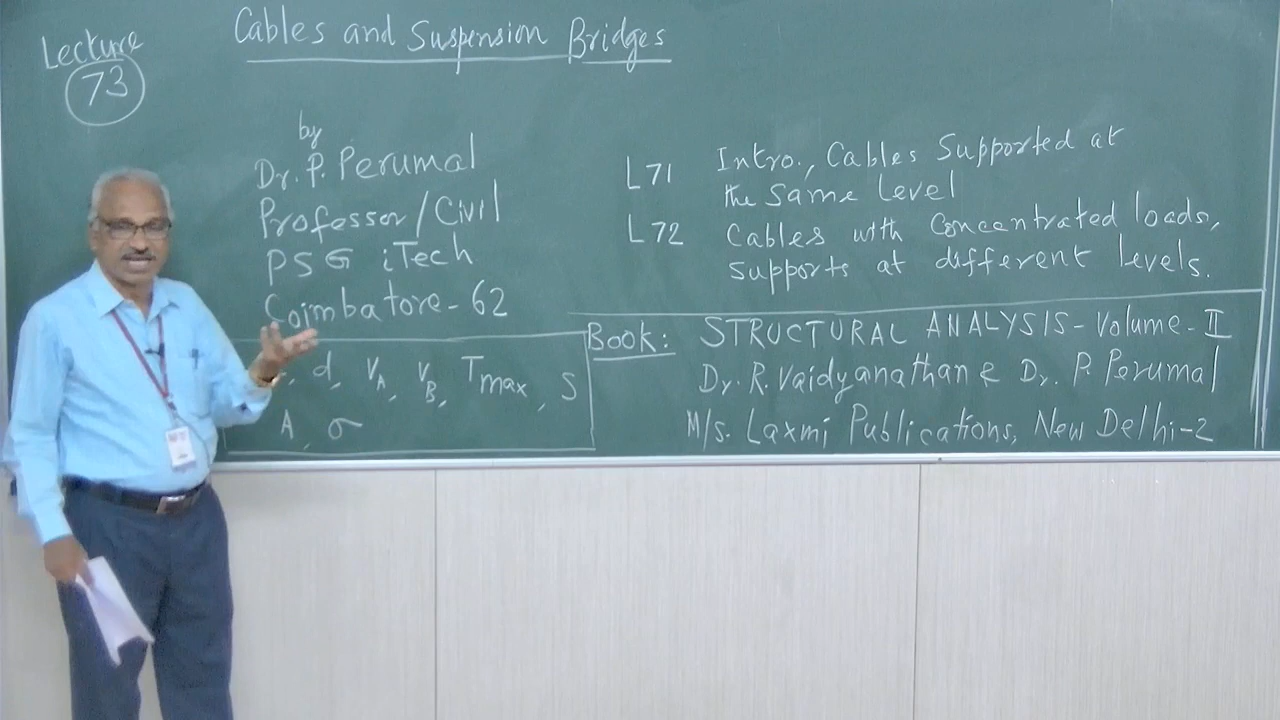 Lecture
73
Cables and Suspension Bridges
by
Dr. P. Perumal
Professor/Civil
PSG iTech
Coimbatore - 62
L71 Intro., Cables Supported at
the Same Level
L72 Cables with Concentrated loads,
supports at different levels.
Book: STRUCTURAL ANALYSIS - Volume - II
Dr. R. Vaidyanathan & Dr. P. Perumal
M/s. Laxmi Publications, New Delhi-2
, d, VA, VB, Tmax, S
A, σ